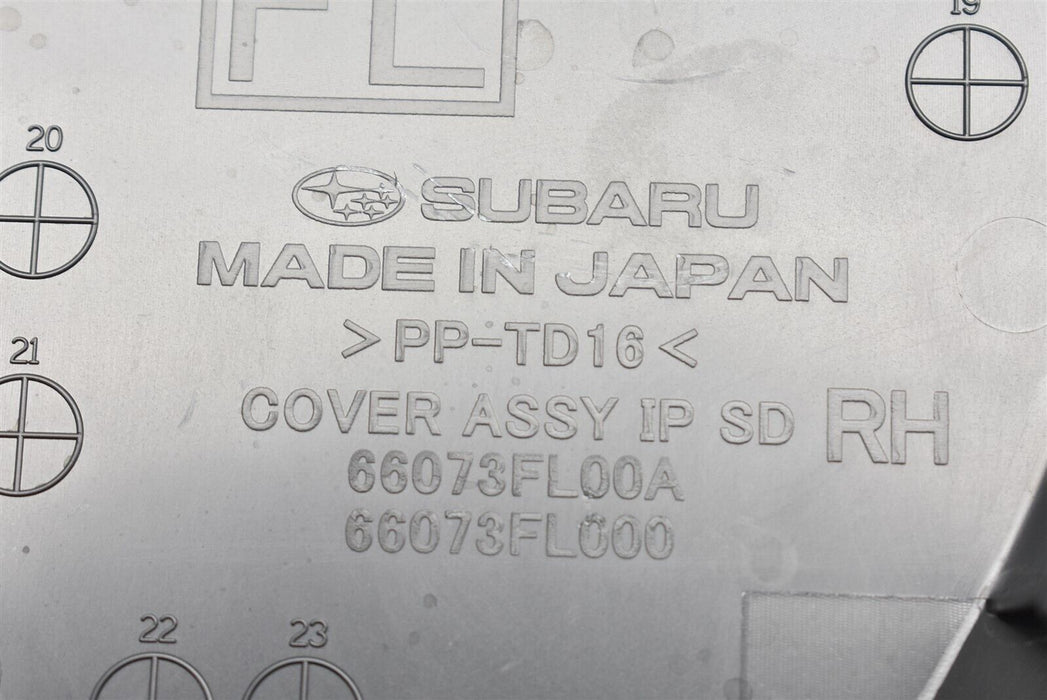 FL
19
20
SUBARU
MADE IN JAPAN
>PP-TD16<
21
COVER ASSY IP SD RH
66073FL00A
66073FL000
22
23